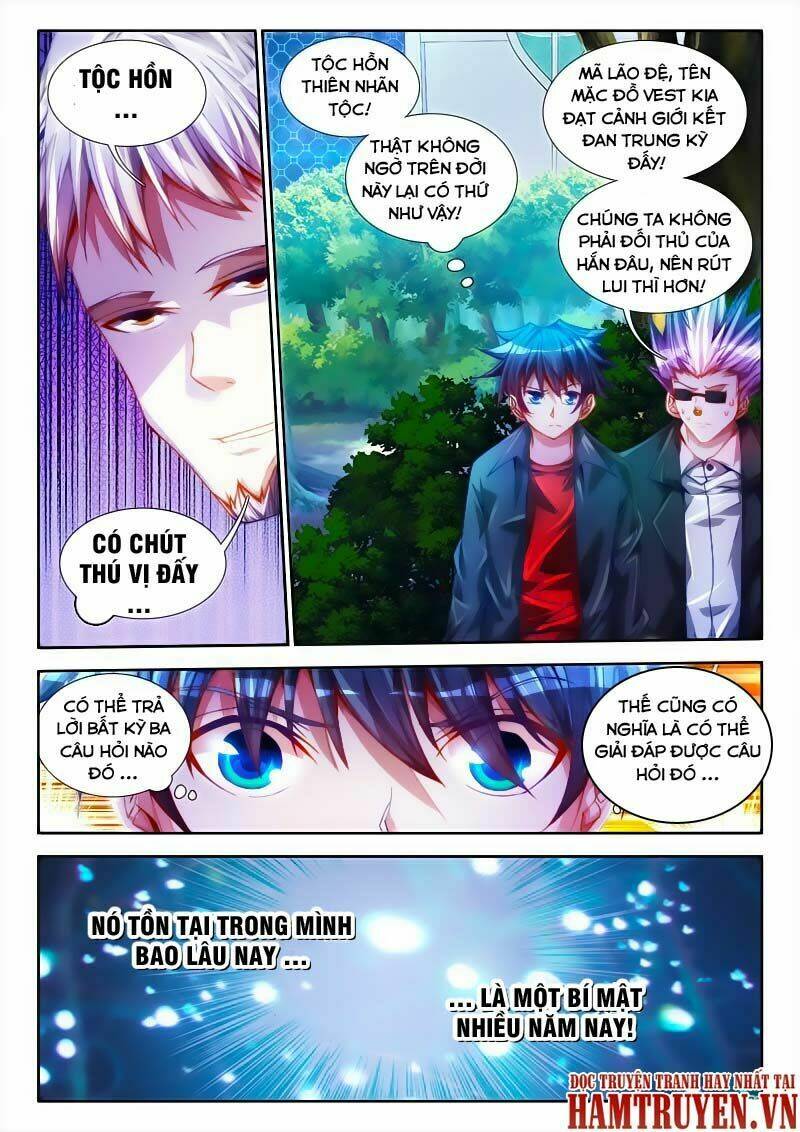 TỘC HỒN
...
CÓ CHÚT
THÚ VỊ ĐẤY
...
TỘC HỒN
THIÊN NHÃN
TỘC!
THẬT KHÔNG
NGỜ TRÊN ĐỜI
NÀY LẠI CÓ THỨ
NHƯ VẬY!
MÃ LÃO ĐỆ, TÊN
MẶC ĐỒ VEST KIA
ĐẠT CẢNH GIỚI KẾT
ĐAN TRUNG KỲ
ĐẤY!
CHÚNG TA KHÔNG
PHẢI ĐỐI THỦ CỦA
HẮN ĐÂU, NÊN RÚT
LUI THÌ HƠN!
CÓ THỂ TRẢ
LỜI BẤT KỲ BA
CÂU HỎI NÀO
ĐÓ ...
THẾ CŨNG CÓ
NGHĨA LÀ CÓ THỂ
GIẢI ĐÁP ĐƯỢC CÂU
HỎI ĐÓ ...
NÓ TỒN TẠI TRONG MÌNH
BAO LÂU NAY ...
... LÀ MỘT BÍ MẬT
NHIỀU NĂM NAY!
ĐỌC TRUYỆN TRANH HAY NHẤT TẠI
HAMTRUYEN.VN